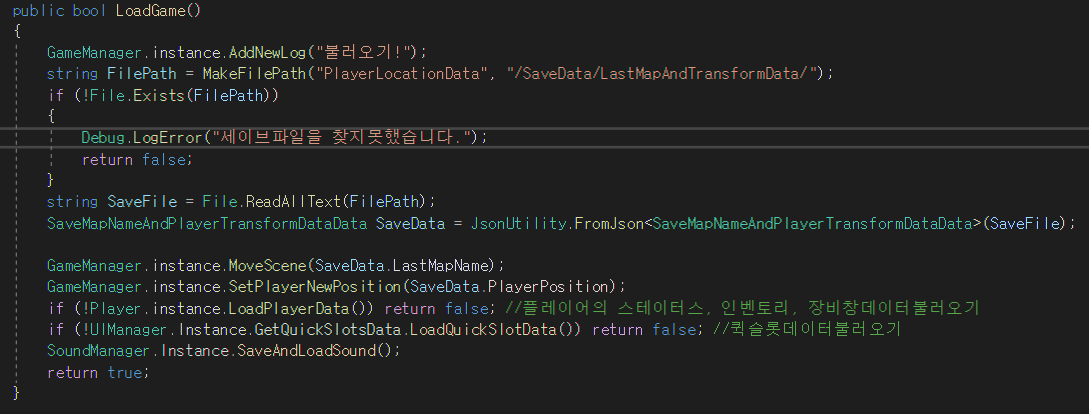 public bool LoadGame()
{
GameManager.instance.AddNewLog("불러오기!");
string FilePath = MakeFilePath("PlayerLocationData", "/SaveData/LastMapAndTransformData/");
if (!File.Exists(FilePath))
{
Debug.LogError("세이브파일을 찾지못했습니다.");
return false;
}
string SaveFile = File.ReadAllText(FilePath);
SaveMapNameAndPlayerTransformDataData SaveData = JsonUtility.FromJson<SaveMapNameAndPlayerTransformDataData>(SaveFile);
GameManager.instance.MoveScene(SaveData.LastMapName);
GameManager.instance.SetPlayerNewPosition(SaveData.PlayerPosition);
if (!Player.instance.LoadPlayerData()) return false; //플레이어의 스테이터스, 인벤토리, 장비창데이터불러오기
if (!UIManager.Instance.GetQuickSlotsData.LoadQuickSlotData()) return false; //퀵슬롯데이터불러오기
SoundManager.Instance.SaveAndLoadSound();
return true;
}